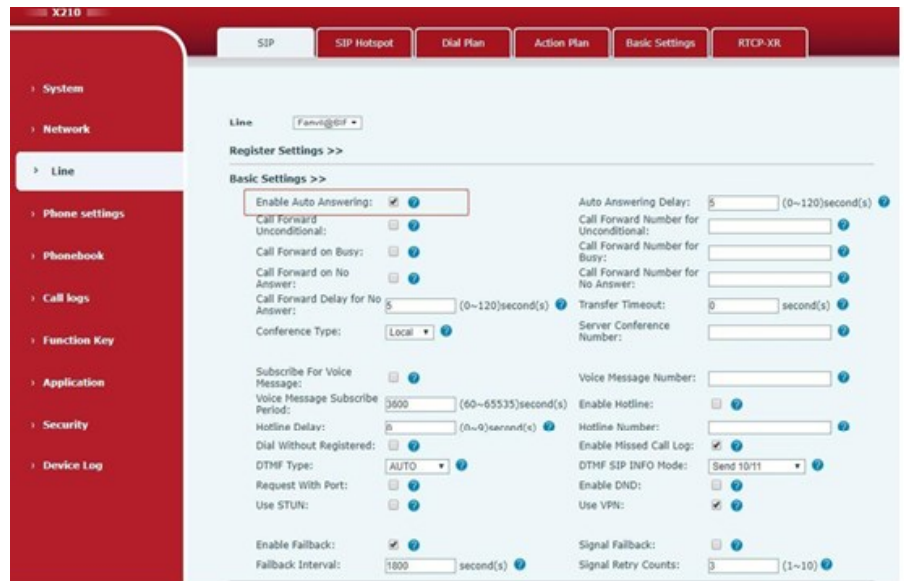 X210
SIP SIP Hotspot Dial Plan Action Plan Basic Settings RTCP-XR
› System
› Network
› Line
› Phone settings
› Phonebook
› Call logs
› Function Key
› Application
› Security
› Device Log
Line
Register Settings >>
Basic Settings >>
Enable Auto Answering: Auto Answering Delay: 5 (0~120)second(s)
Call Forward Unconditional: Call Forward Number for Unconditional:
Call Forward on Busy: Call Forward Number for Busy:
Call Forward on No Answer: Call Forward Number for No Answer:
Call Forward Delay for No Answer: 5 (0~120)second(s) Transfer Timeout: 0 second(s)
Conference Type: Local Server Conference Number:
Subscribe For Voice Message: Voice Message Number:
Voice Message Subscribe Period: 3600 (60~65535)second(s) Enable Hotline:
Hotline Delay: 0 (0~9)second(s) Hotline Number:
Dial Without Registered: Enable Missed Call Log:
DTMF Type: AUTO DTMF SIP INFO Mode: Send 10/11
Request With Port: Enable DND:
Use STUN: Use VPN:
Enable Failback: Signal Failback:
Failback Interval: 1800 second(s) Signal Retry Counts: 3 (1~10)